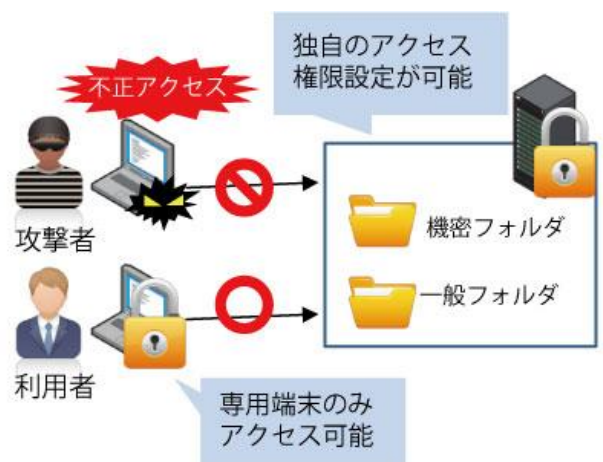 独自のアクセス
権限設定が可能
不正アクセス
攻撃者
機密フォルダ
一般フォルダ
利用者
専用端末のみ
アクセス可能